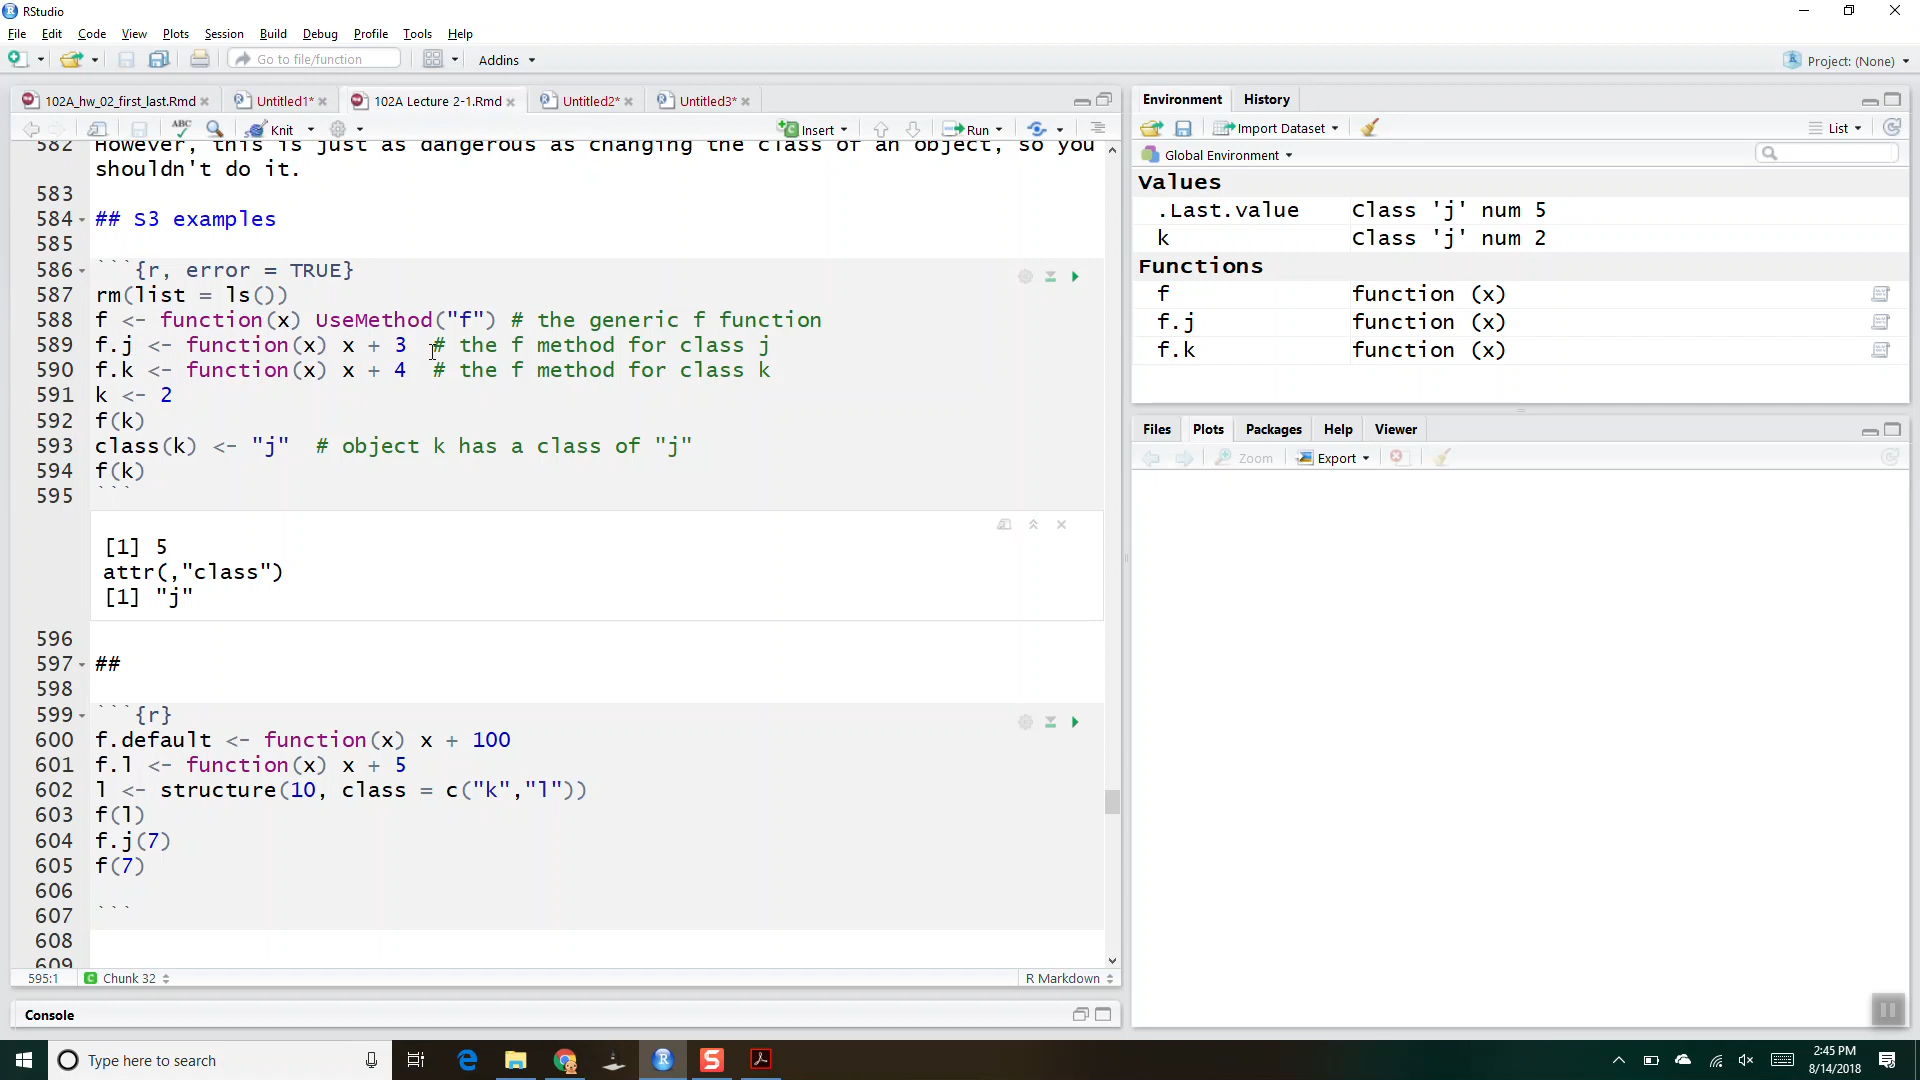 RStudio
File Edit Code View Plots Session Build Debug Profile Tools Help
Go to file/function Addins Project: (None)
102A_hw_02_first_last.Rmd Untitled1* 102A Lecture 2-1.Rmd Untitled2* Untitled3*
ABC Knit Insert Run
582 However, this is just as dangerous as changing the class of an object, so you
shouldn't do it.
583
584 ## S3 examples
585
586 ```{r, error = TRUE}
587 rm(list = ls())
588 f <- function(x) UseMethod("f") # the generic f function
589 f.j <- function(x) x + 3 # the f method for class j
590 f.k <- function(x) x + 4 # the f method for class k
591 k <- 2
592 f(k)
593 class(k) <- "j" # object k has a class of "j"
594 f(k)
595 ```
[1] 5
attr(,"class")
[1] "j"
596
597 ##
598
599 ```{r}
600 f.default <- function(x) x + 100
601 f.l <- function(x) x + 5
602 l <- structure(10, class = c("k","l"))
603 f(l)
604 f.j(7)
605 f(7)
606
607 ```
608
609
595:1 C Chunk 32 R Markdown
Console
Environment History
Import Dataset List
Global Environment
Values
.Last.value Class 'j' num 5
k Class 'j' num 2
Functions
f function (x)
f.j function (x)
f.k function (x)
Files Plots Packages Help Viewer
Zoom Export
Type here to search
2:45 PM
8/14/2018